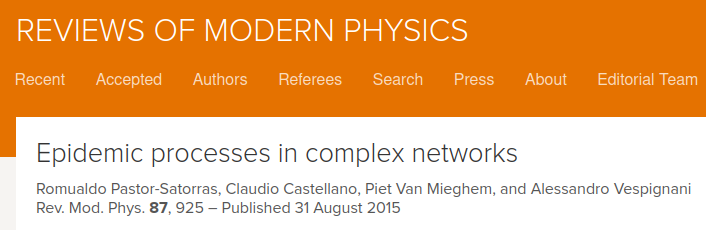 REVIEWS OF MODERN PHYSICS
Recent Accepted Authors Referees Search Press About Editorial Team
Epidemic processes in complex networks
Romualdo Pastor-Satorras, Claudio Castellano, Piet Van Mieghem, and Alessandro Vespignani
Rev. Mod. Phys. 87, 925 – Published 31 August 2015